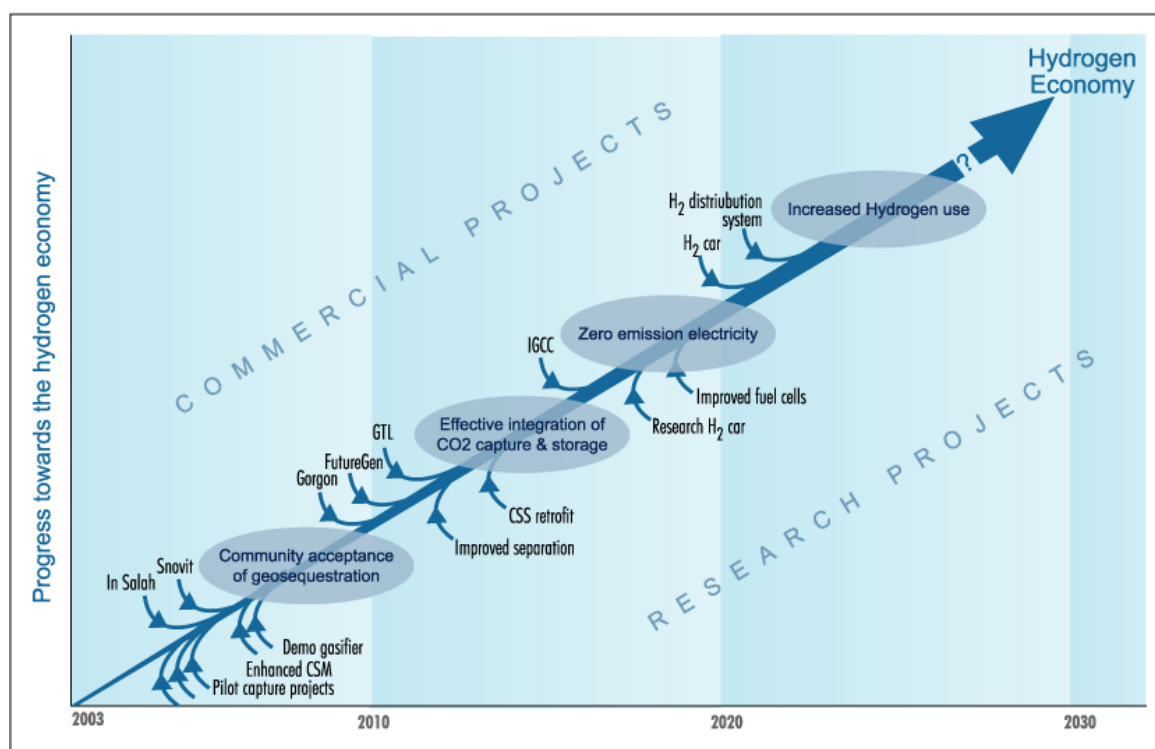 Hydrogen
Economy
?
Increased Hydrogen use
H2 distriubution
system
H2 car
COMMERCIAL PROJECTS
Zero emission electricity
IGCC
Improved fuel cells
Research H2 car
Effective integration of
CO2 capture & storage
GTL
FutureGen
Gorgon
CSS retrofit
Improved separation
RESEARCH PROJECTS
Community acceptance
of geosequestration
Snovit
In Salah
Demo gasifier
Enhanced CSM
Pilot capture projects
Progress towards the hydrogen economy
2003
2010
2020
2030